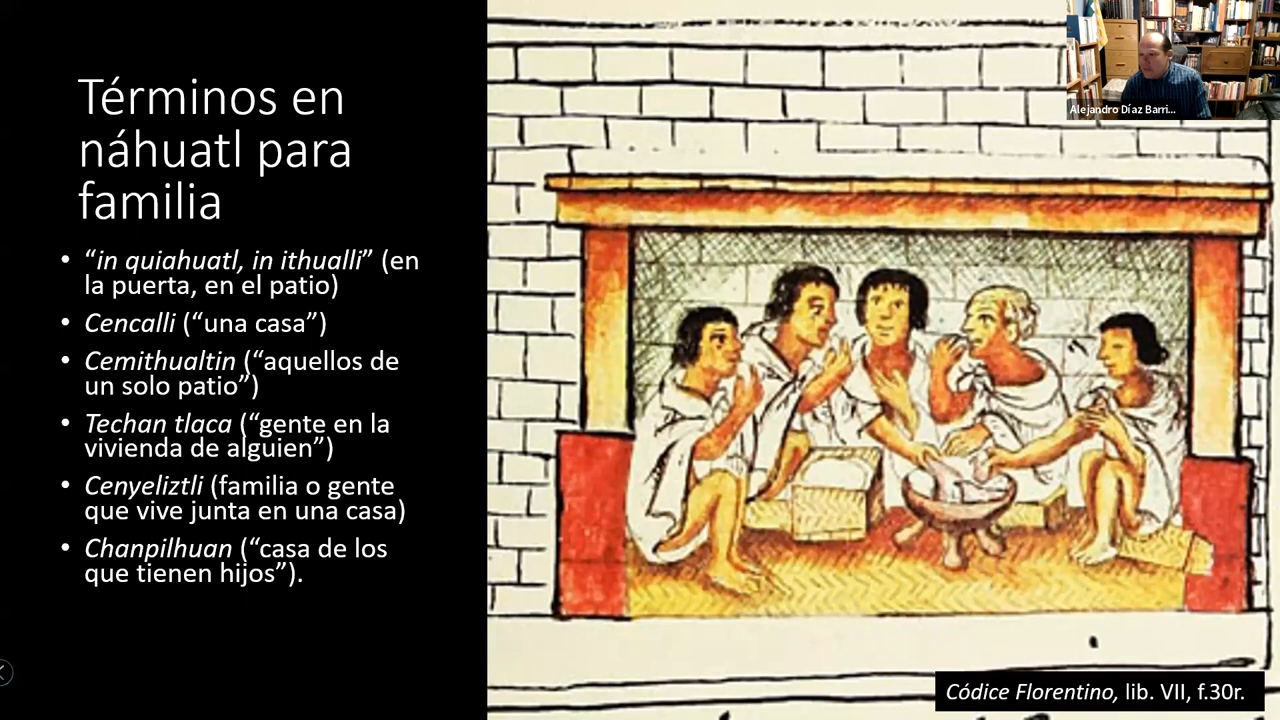 Términos en
náhuatl para
familia
• “in quiahuatl, in ithualli” (en
la puerta, en el patio)
• Cencalli (“una casa”)
• Cemithualtin (“aquellos de
un solo patio”)
• Techan tlaca (“gente en la
vivienda de alguien”)
• Cenyeliztli (familia o gente
que vive junta en una casa)
• Chanpilhuan (“casa de los
que tienen hijos”).
Alejandro Díaz Barri...
Códice Florentino, lib. VII, f.30r.